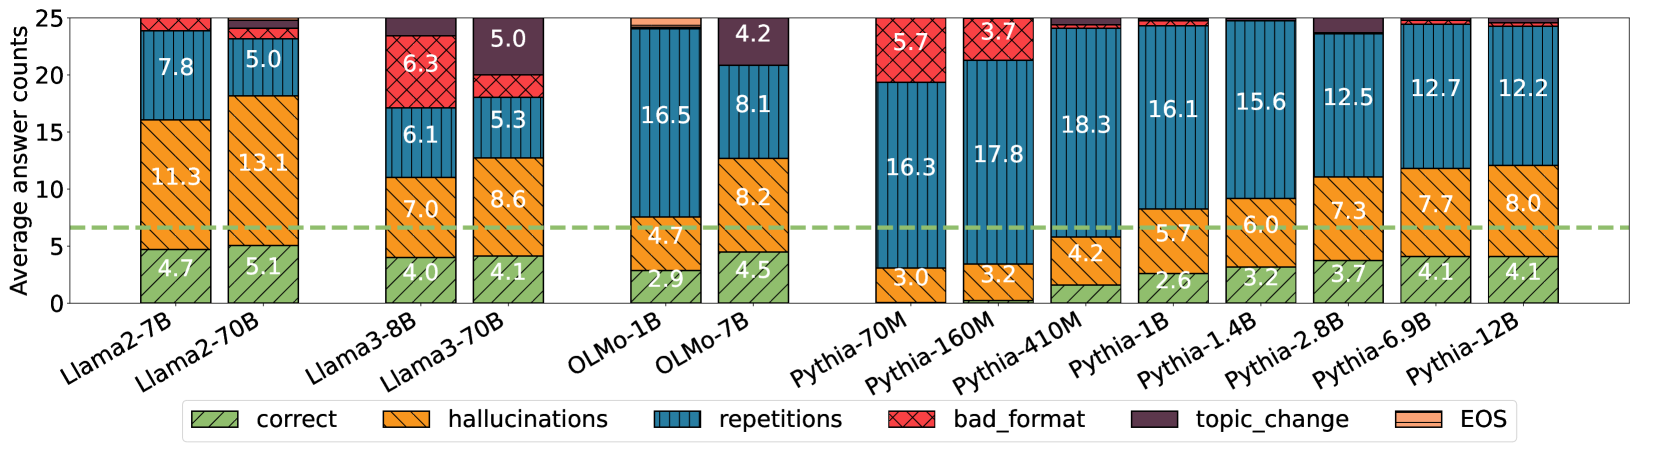 Average answer counts
25
20
15
10
5
0
4.7 11.3 7.8
5.1 13.1 5.0
4.0 7.0 6.1 6.3
4.1 8.6 5.3 5.0
2.9 4.7 16.5
4.5 8.2 8.1 4.2
3.0 16.3 5.7
3.2 17.8 3.7
4.2 18.3
2.6 5.7 16.1
3.2 6.0 15.6
3.7 7.3 12.5
4.1 7.7 12.7
4.1 8.0 12.2
Llama2-7B
Llama2-70B
Llama3-8B
Llama3-70B
OLMo-1B
OLMo-7B
Pythia-70M
Pythia-160M
Pythia-410M
Pythia-1B
Pythia-1.4B
Pythia-2.8B
Pythia-6.9B
Pythia-12B
correct hallucinations repetitions bad_format topic_change EOS